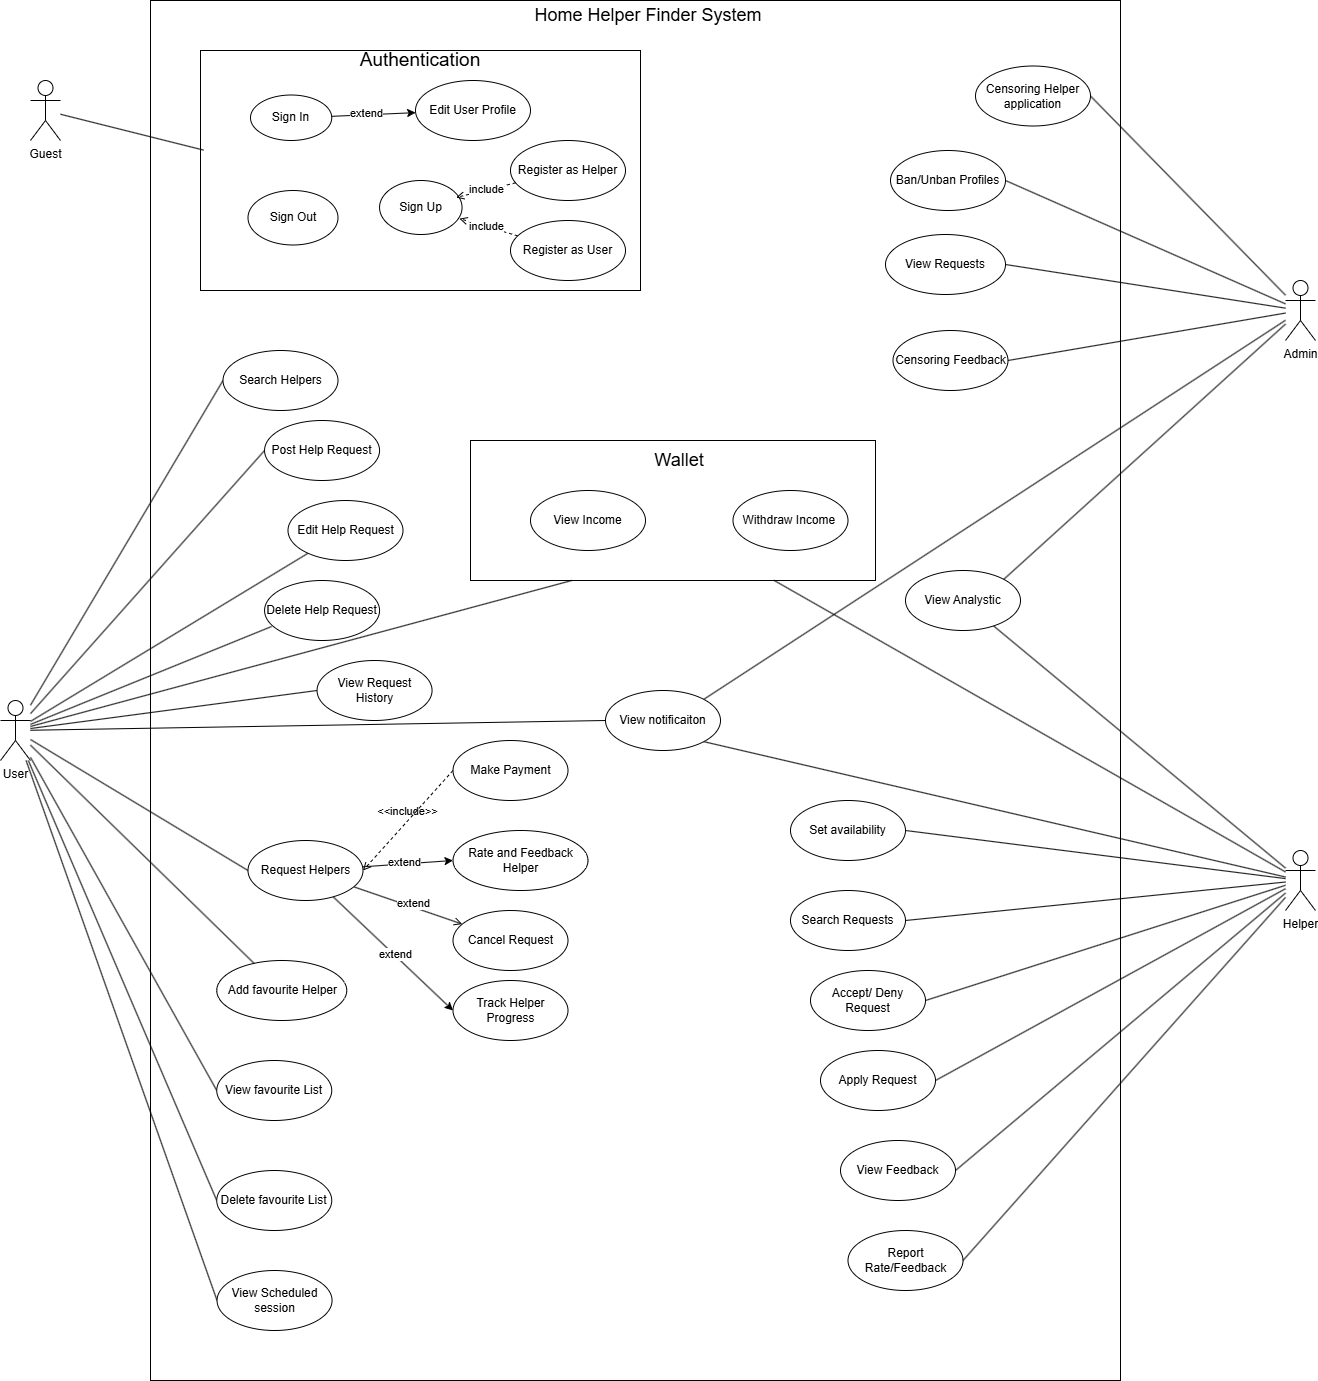 Home Helper Finder System
Authentication
Sign In
extend
Edit User Profile
Register as Helper
include
Sign Up
Sign Out
include
Register as User
Guest
Censoring Helper
application
Ban/Unban Profiles
View Requests
Censoring Feedback
Admin
Search Helpers
Post Help Request
Edit Help Request
Delete Help Request
View Request
History
Wallet
View Income
Withdraw Income
View Analystic
View notificaiton
User
Make Payment
<<include>>
Request Helpers
extend
Rate and Feedback
Helper
extend
Cancel Request
extend
Track Helper
Progress
Add favourite Helper
View favourite List
Delete favourite List
View Scheduled
session
Set availability
Search Requests
Accept/ Deny
Request
Apply Request
View Feedback
Report
Rate/Feedback
Helper